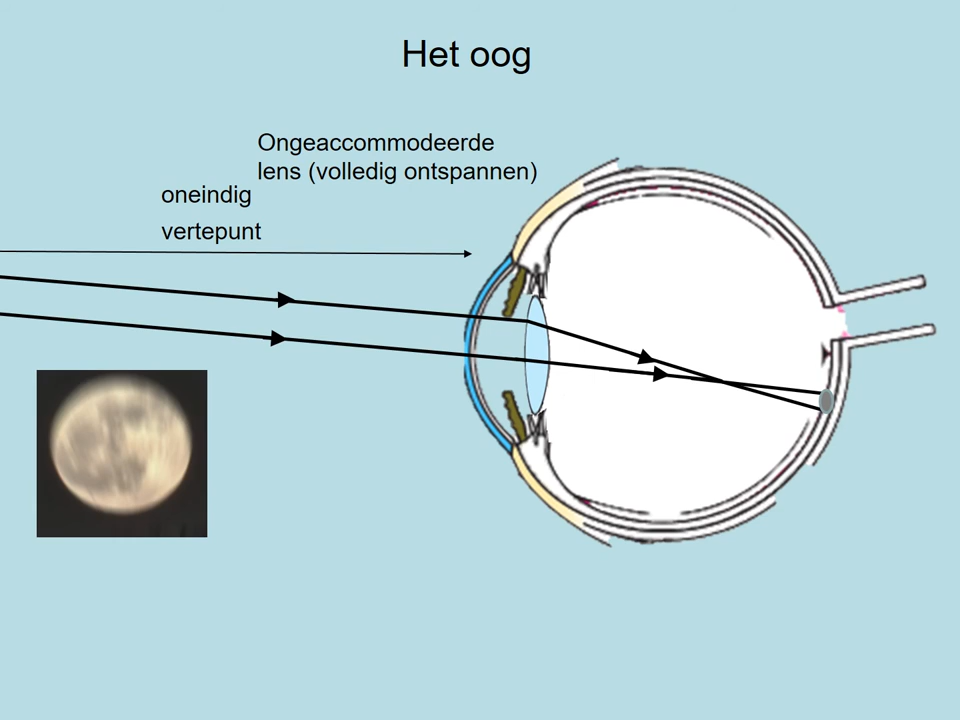 Het oog
Ongeaccommodeerde
lens (volledig ontspannen)
oneindig
vertepunt